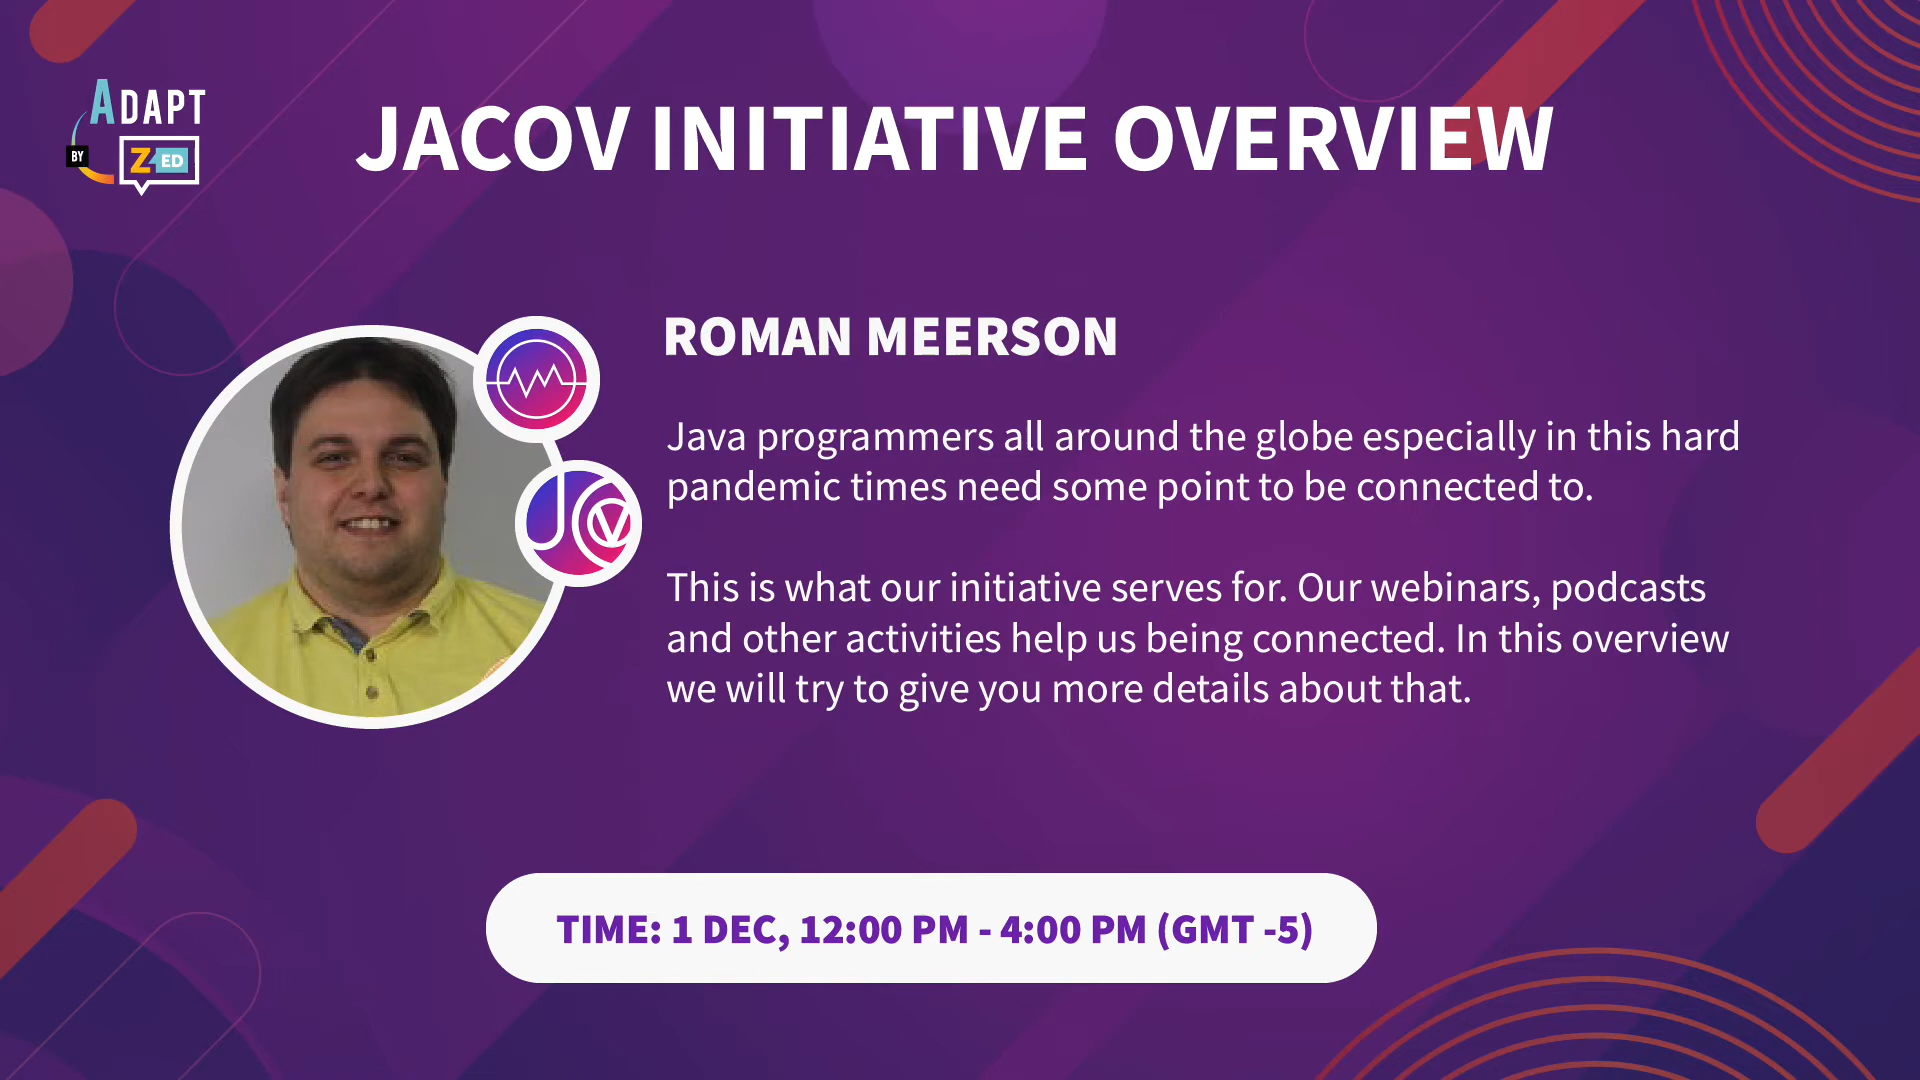 ADAPT
BY
Z-ED
JACOV INITIATIVE OVERVIEW
ROMAN MEERSON
Java programmers all around the globe especially in this hard
pandemic times need some point to be connected to.
This is what our initiative serves for. Our webinars, podcasts
and other activities help us being connected. In this overview
we will try to give you more details about that.
JCV
TIME: 1 DEC, 12:00 PM - 4:00 PM (GMT -5)